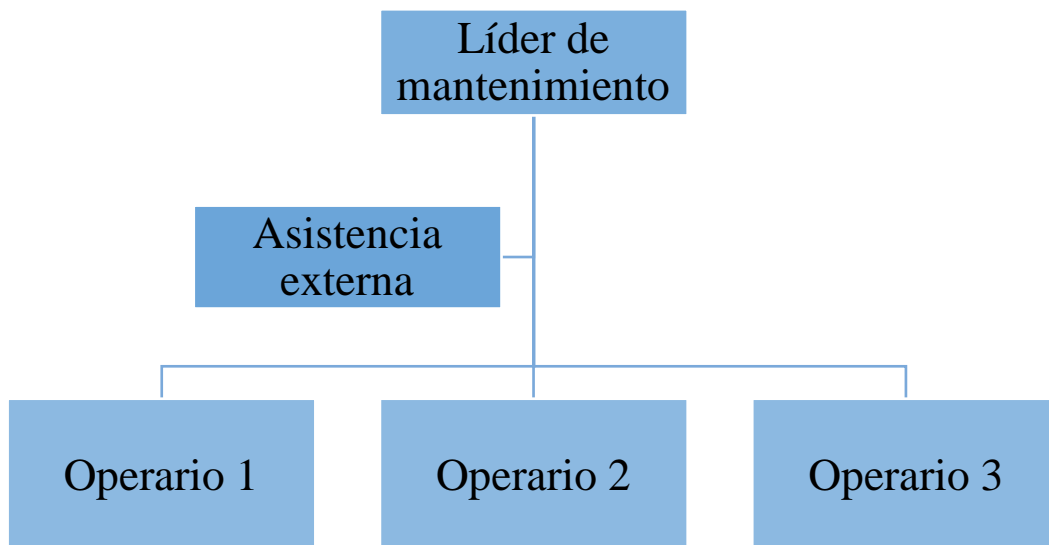 Líder de
mantenimiento
Asistencia
externa
Operario 1
Operario 2
Operario 3